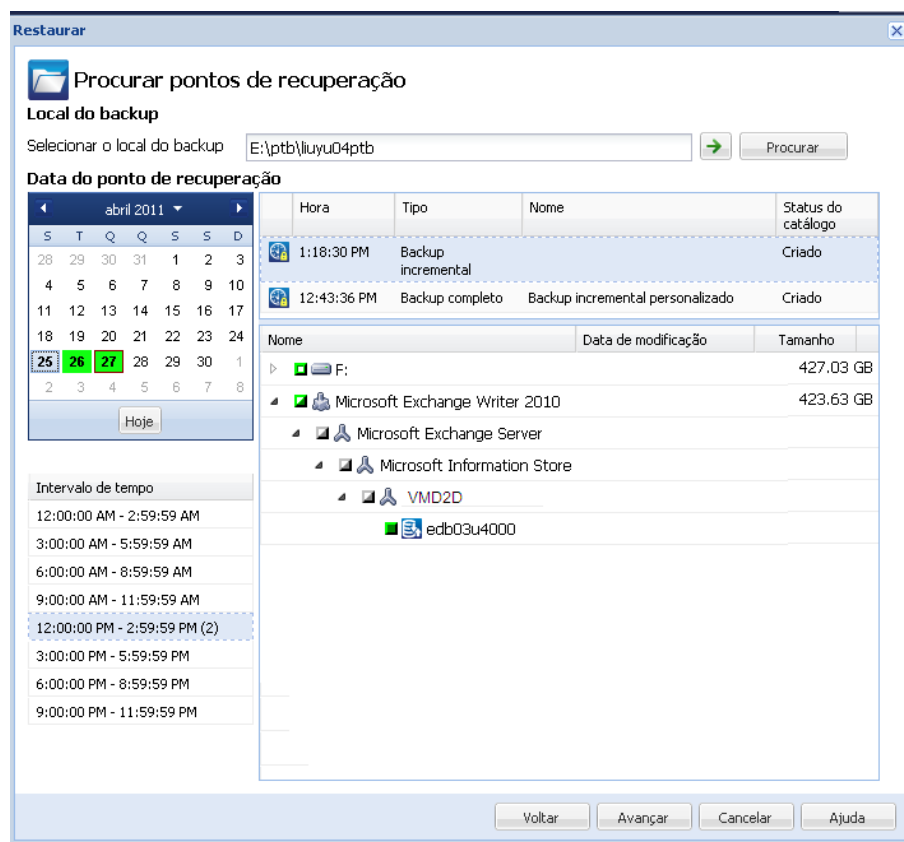 Restaurar
Procurar pontos de recuperação
Local do backup
Selecionar o local do backup E:\ptb\liuyu04ptb Procurar
Data do ponto de recuperação
abril 2011
S T Q Q S S D
28 29 30 31 1 2 3
4 5 6 7 8 9 10
11 12 13 14 15 16 17
18 19 20 21 22 23 24
25 26 27 28 29 30 1
2 3 4 5 6 7 8
Hoje
Intervalo de tempo
12:00:00 AM - 2:59:59 AM
3:00:00 AM - 5:59:59 AM
6:00:00 AM - 8:59:59 AM
9:00:00 AM - 11:59:59 AM
12:00:00 PM - 2:59:59 PM (2)
3:00:00 PM - 5:59:59 PM
6:00:00 PM - 8:59:59 PM
9:00:00 PM - 11:59:59 PM
Hora Tipo Nome Status do
catálogo
1:18:30 PM Backup Criado
incremental
12:43:36 PM Backup completo Backup incremental personalizado Criado
Nome Data de modificação Tamanho
F: 427.03 GB
Microsoft Exchange Writer 2010 423.63 GB
Microsoft Exchange Server
Microsoft Information Store
VMD2D
edb03u4000
Voltar Avançar Cancelar Ajuda